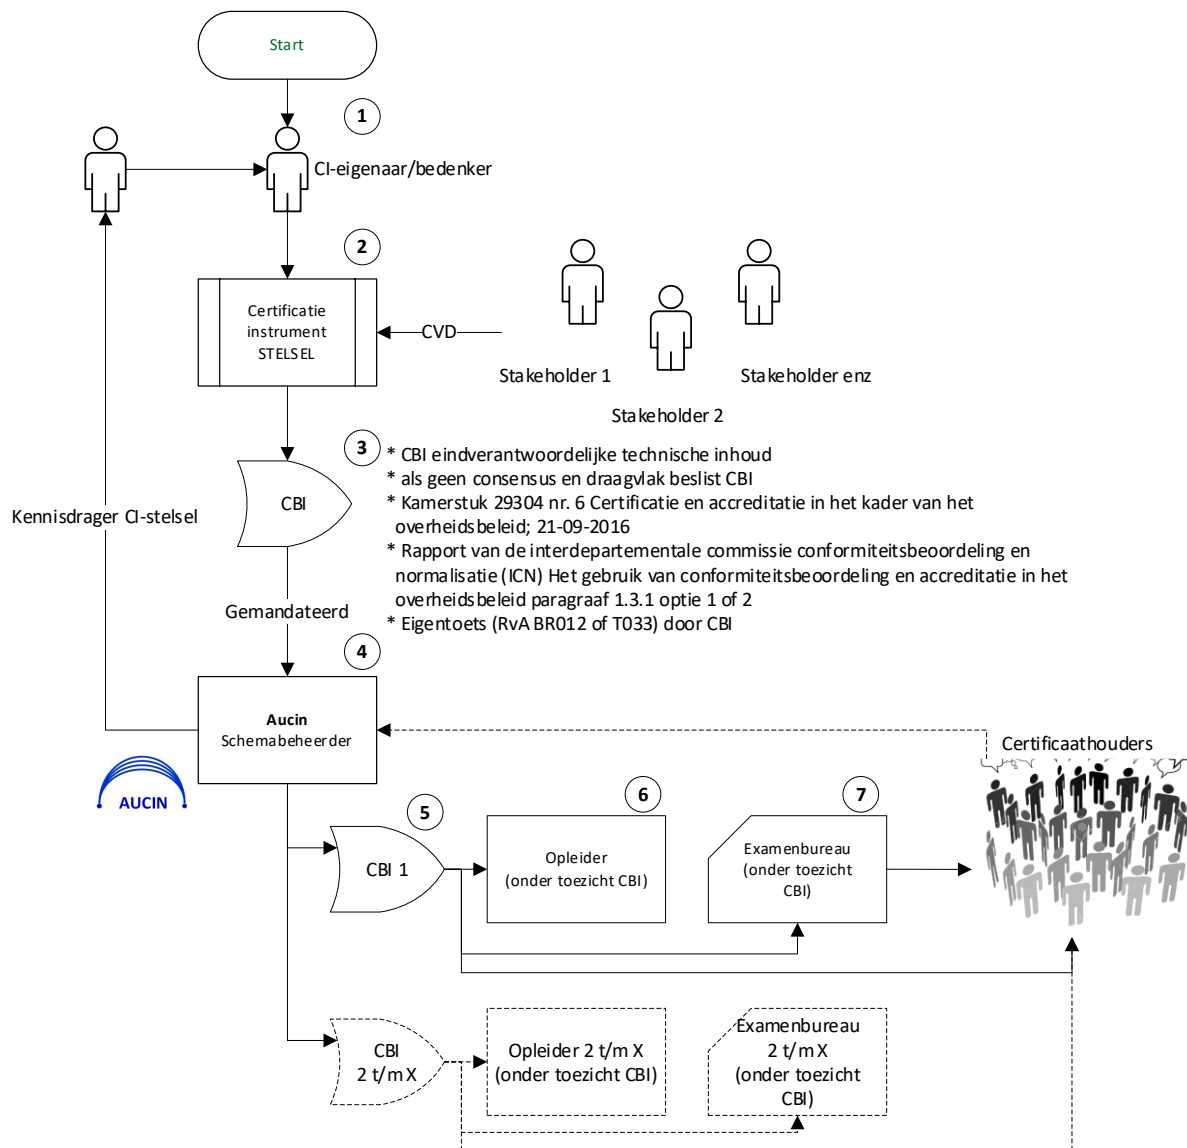 Start
1
CI-eigenaar/bedenker
2
Certificatie
instrument
STELSEL
CVD
Stakeholder 1
Stakeholder enz
Stakeholder 2
3
* CBI eindverantwoordelijke technische inhoud
* als geen consensus en draagvlak beslist CBI
* Kamerstuk 29304 nr. 6 Certificatie en accreditatie in het kader van het
overheidsbeleid; 21-09-2016
* Rapport van de interdepartementale commissie conformiteitsbeoordeling en
normalisatie (ICN) Het gebruik van conformiteitsbeoordeling en accreditatie in het
overheidsbeleid paragraaf 1.3.1 optie 1 of 2
* Eigentoets (RvA BR012 of T033) door CBI
CBI
Kennisdrager CI-stelsel
Gemandateerd
4
Aucin
Schemabeheerder
AUCIN
Certificaathouders
5
CBI 1
6
Opleider
(onder toezicht CBI)
7
Examenbureau
(onder toezicht
CBI)
CBI
2 t/m X
Opleider 2 t/m X
(onder toezicht CBI)
Examenbureau
2 t/m X
(onder toezicht
CBI)